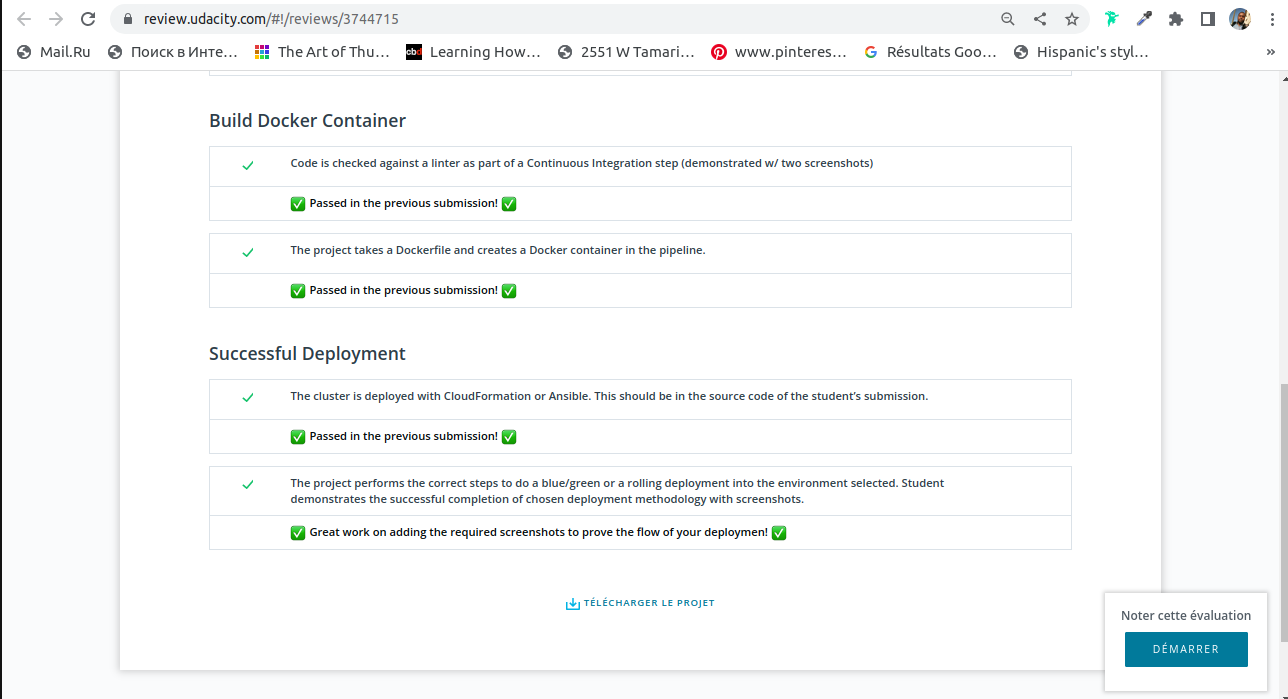 review.udacity.com/#!/reviews/3744715
Mail.Ru
Поиск в Инте...
The Art of Thu...
cbc
Learning How...
2551 W Tamari...
www.pinteres...
Résultats Goo...
Hispanic's styl...
»
Build Docker Container
Code is checked against a linter as part of a Continuous Integration step (demonstrated w/ two screenshots)
✅ Passed in the previous submission! ✅
The project takes a Dockerfile and creates a Docker container in the pipeline.
✅ Passed in the previous submission! ✅
Successful Deployment
The cluster is deployed with CloudFormation or Ansible. This should be in the source code of the student's submission.
✅ Passed in the previous submission! ✅
The project performs the correct steps to do a blue/green or a rolling deployment into the environment selected. Student
demonstrates the successful completion of chosen deployment methodology with screenshots.
✅ Great work on adding the required screenshots to prove the flow of your deploymen! ✅
TÉLÉCHARGER LE PROJET
Noter cette évaluation
DÉMARRER